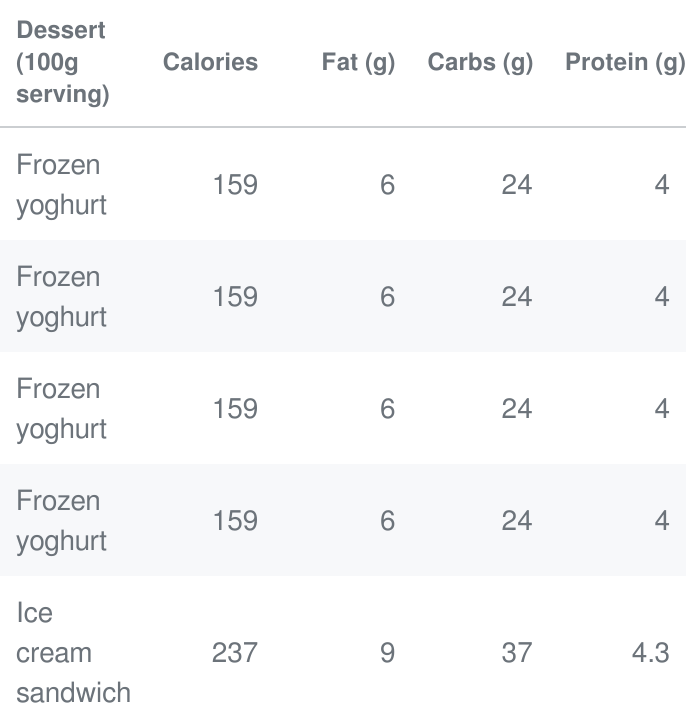 Dessert (100g serving) Calories Fat (g) Carbs (g) Protein (g)
Frozen yoghurt 159 6 24 4
Frozen yoghurt 159 6 24 4
Frozen yoghurt 159 6 24 4
Frozen yoghurt 159 6 24 4
Ice cream sandwich 237 9 37 4.3